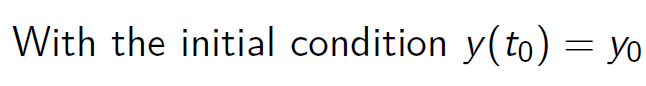 With the initial condition y(t₀) = y₀